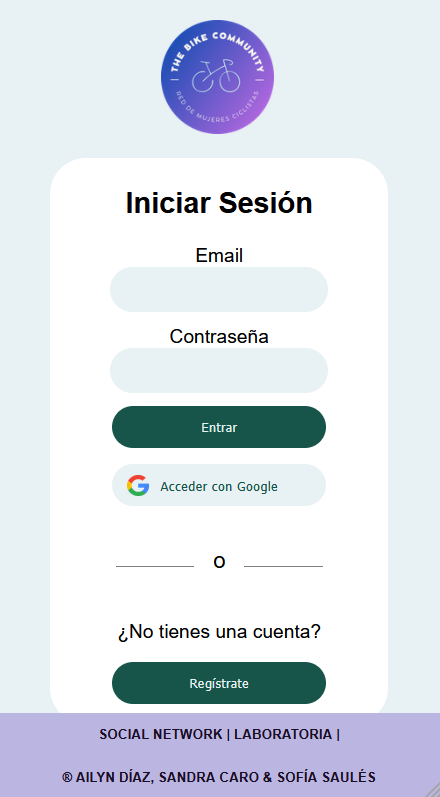 THE BIKE COMMUNITY
RED DE MUJERES CICLISTAS
Iniciar Sesión
Email
Contraseña
Entrar
Acceder con Google
O
¿No tienes una cuenta?
Regístrate
SOCIAL NETWORK | LABORATORIA |
® AILYN DÍAZ, SANDRA CARO & SOFÍA SAULÉS